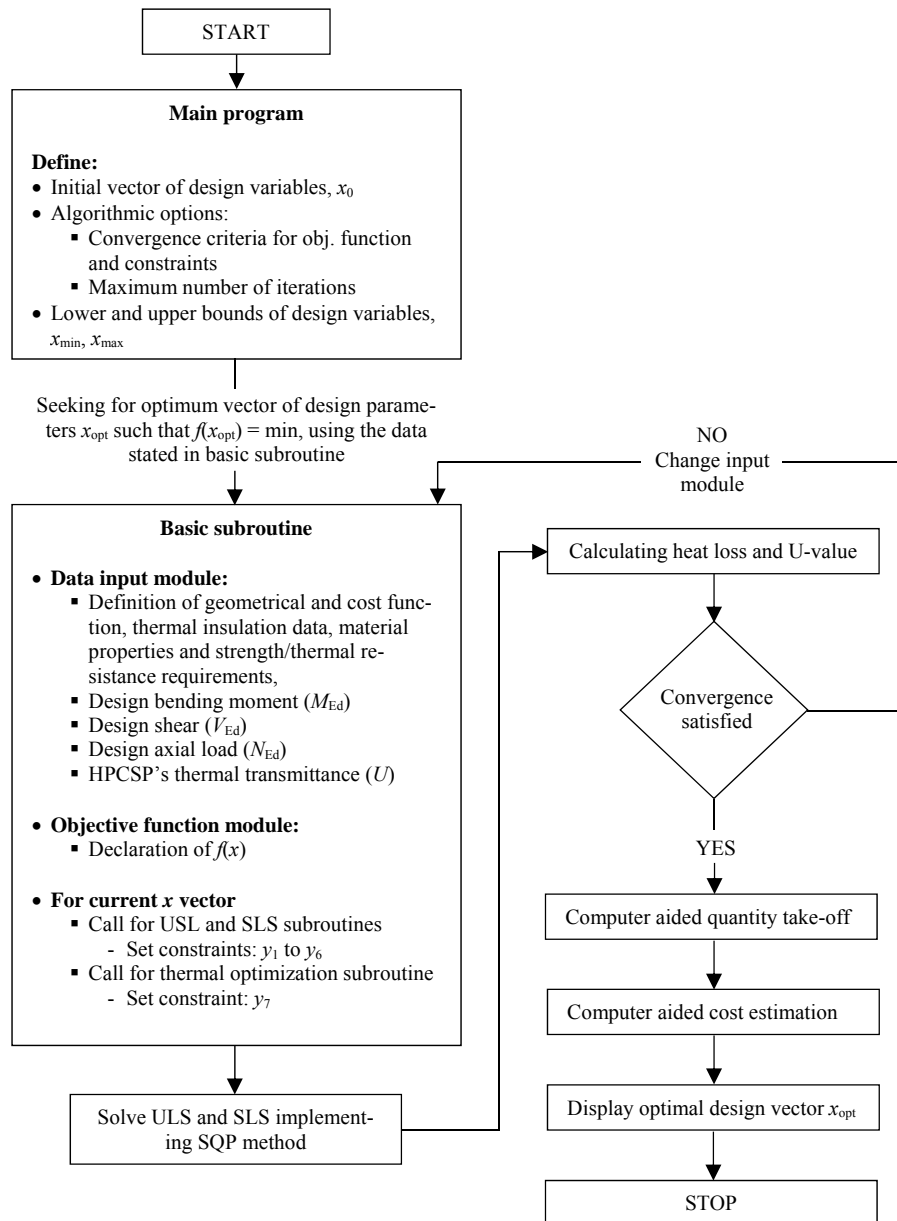 START
Main program
Define:
• Initial vector of design variables, x0
• Algorithmic options:
▪ Convergence criteria for obj. function
and constraints
▪ Maximum number of iterations
• Lower and upper bounds of design variables,
xmin, xmax
Seeking for optimum vector of design parame-
ters xopt such that f(xopt) = min, using the data
stated in basic subroutine
Basic subroutine
• Data input module:
▪ Definition of geometrical and cost func-
tion, thermal insulation data, material
properties and strength/thermal re-
sistance requirements,
▪ Design bending moment (MEd)
▪ Design shear (VEd)
▪ Design axial load (NEd)
▪ HPCSP's thermal transmittance (U)
• Objective function module:
▪ Declaration of f(x)
• For current x vector
▪ Call for USL and SLS subroutines
- Set constraints: y1 to y6
▪ Call for thermal optimization subroutine
- Set constraint: y7
Solve ULS and SLS implement-
ing SQP method
NO
Change input
module
Calculating heat loss and U-value
Convergence
satisfied
YES
Computer aided quantity take-off
Computer aided cost estimation
Display optimal design vector xopt
STOP